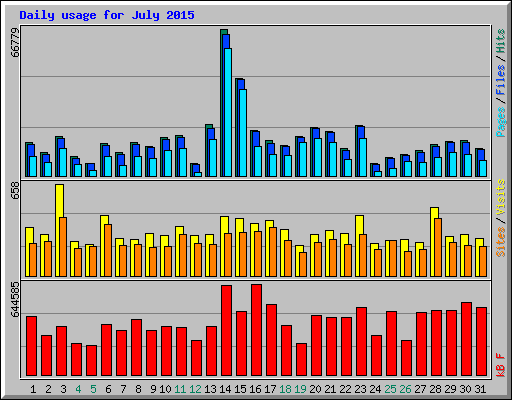 Daily usage for July 2015
66779
Pages / Files / Hits
658
Sites / Visits
644585
kB F
1 2 3 4 5 6 7 8 9 10 11 12 13 14 15 16 17 18 19 20 21 22 23 24 25 26 27 28 29 30 31